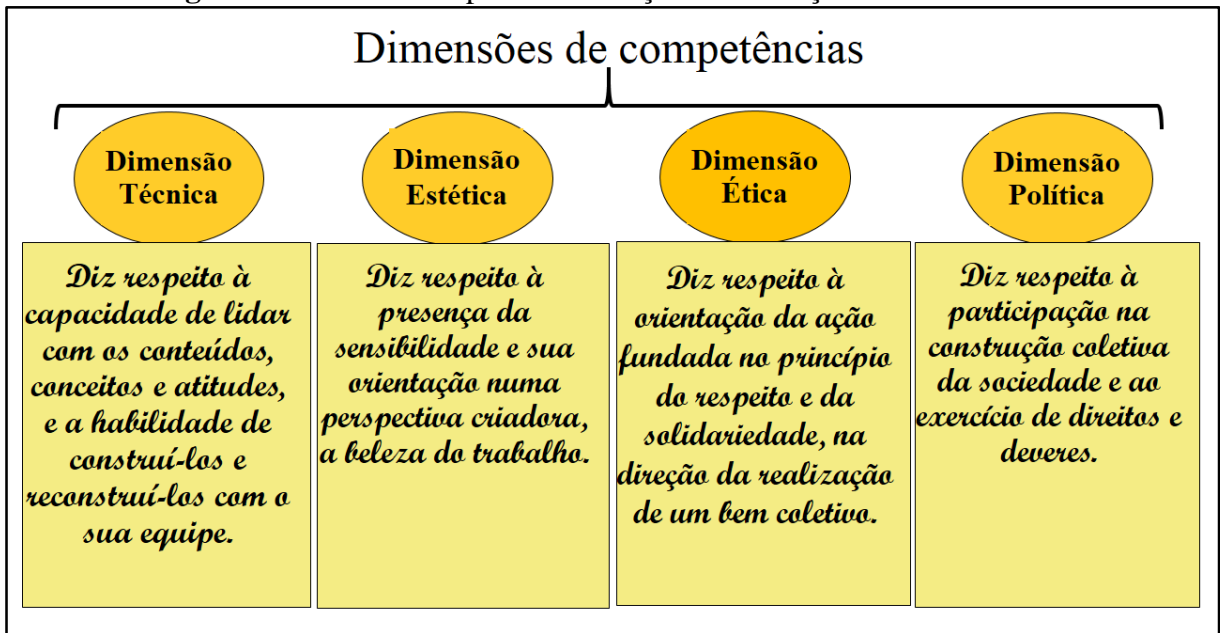 Dimensões de competências
Dimensão
Técnica
Diz respeito à
capacidade de lidar
com os conteúdos,
conceitos e atitudes,
e a habilidade de
construí-los e
reconstruí-los com o
sua equipe.
Dimensão
Estética
Diz respeito à
presença da
sensibilidade e sua
orientação numa
perspectiva criadora,
a beleza do trabalho.
Dimensão
Ética
Diz respeito à
orientação da ação
fundada no princípio
do respeito e da
solidariedade, na
direção da realização
de um bem coletivo.
Dimensão
Política
Diz respeito à
participação na
construção coletiva
da sociedade e ao
exercício de direitos e
deveres.